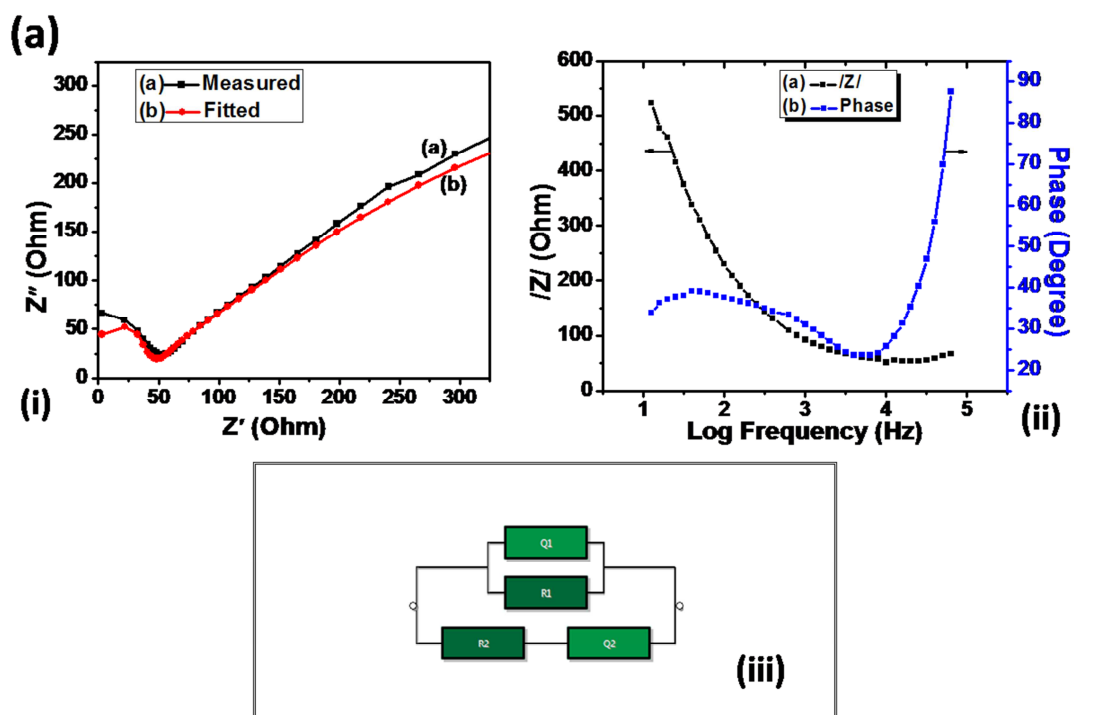 (a)
(a) Measured
(b) Fitted
300
250
200
150
100
50
0
Z″ (Ohm)
(a)
(b)
0 50 100 150 200 250 300
Z′ (Ohm)
(i)
(a) /Z/
(b) Phase
600
500
400
300
200
100
0
/Z/ (Ohm)
90
80
70
60
50
40
30
20
Phase (Degree)
1 2 3 4 5
Log Frequency (Hz)
(ii)
Q1
R1
R2 Q2
(iii)